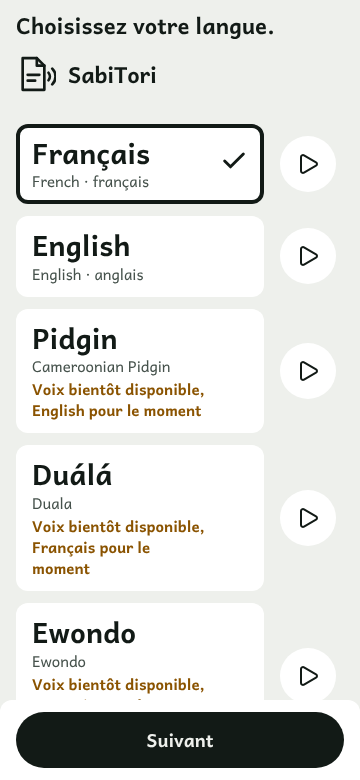 Choisissez votre langue.
SabiTori
Français
French · français
English
English · anglais
Pidgin
Cameroonian Pidgin
Voix bientôt disponible,
English pour le moment
Duálá
Duala
Voix bientôt disponible,
Français pour le
moment
Ewondo
Ewondo
Voix bientôt disponible,
Suivant